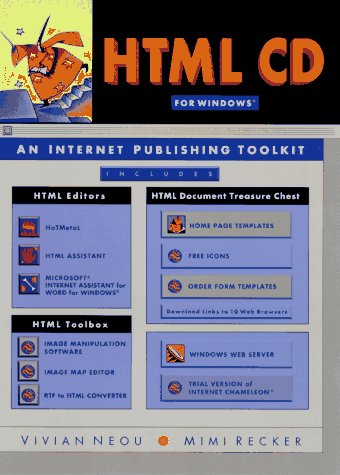 HTML CD
FOR WINDOWS®
AN INTERNET PUBLISHING TOOLKIT
INCLUDES
HTML Editors
HoTMetaL
HTML ASSISTANT
MICROSOFT®
INTERNET ASSISTANT for
WORD for WINDOWS®
HTML Toolbox
IMAGE MANIPULATION
SOFTWARE
IMAGE MAP EDITOR
RTF to HTML CONVERTER
HTML Document Treasure Chest
HOME PAGE TEMPLATES
FREE ICONS
ORDER FORM TEMPLATES
Download Links to 10 Web Browsers
WINDOWS WEB SERVER
TRIAL VERSION of
INTERNET CHAMELEON™
VIVIAN NEOU MIMI RECKER